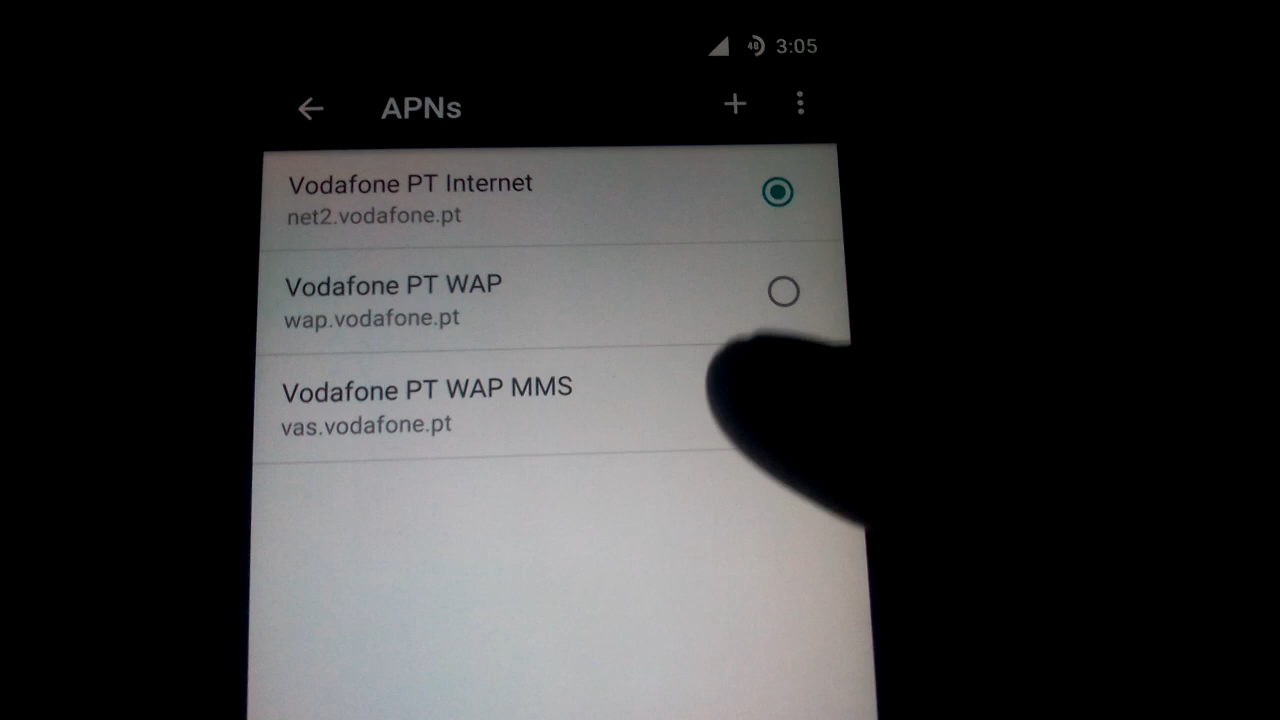 48 3:05
APNs
Vodafone PT Internet
net2.vodafone.pt
Vodafone PT WAP
wap.vodafone.pt
Vodafone PT WAP MMS
vas.vodafone.pt